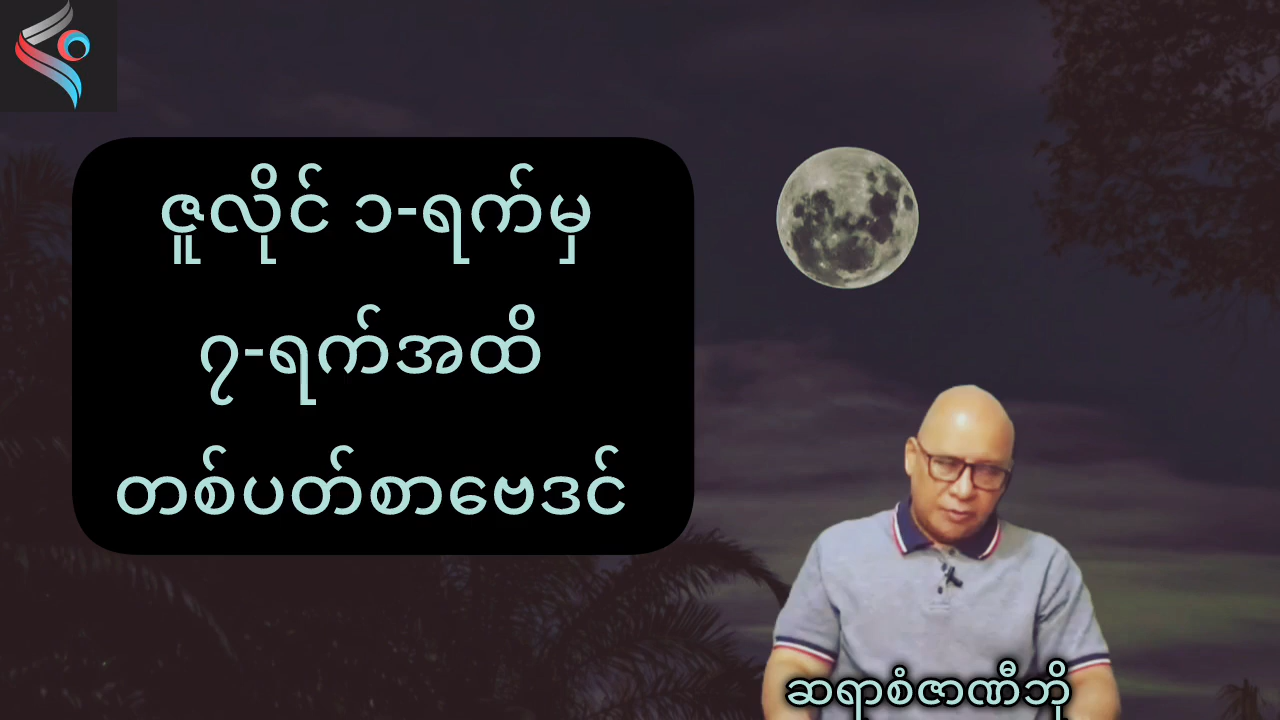 ဇူလိုင် ၁-ရက်မှ
၇-ရက်အထိ
တစ်ပတ်စာဗေဒင်
ဆရာစံဇာဏီဘို